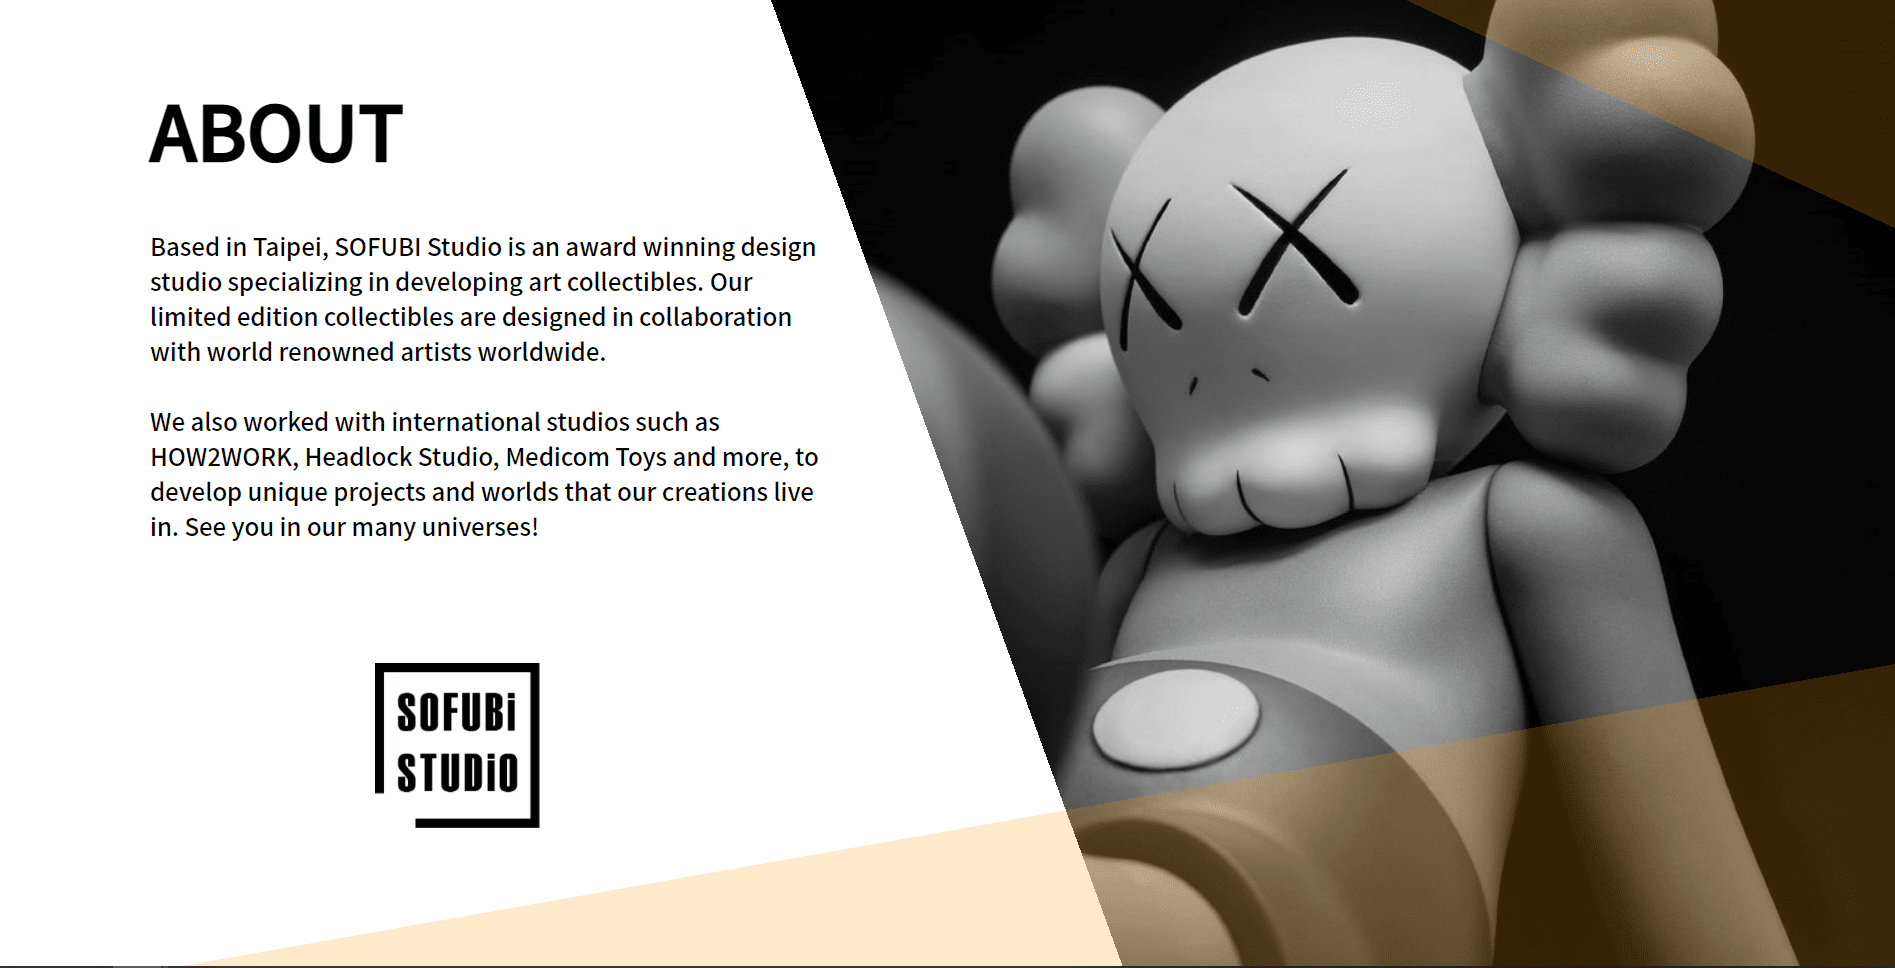 ABOUT
Based in Taipei, SOFUBI Studio is an award winning design
studio specializing in developing art collectibles. Our
limited edition collectibles are designed in collaboration
with world renowned artists worldwide.
We also worked with international studios such as
HOW2WORK, Headlock Studio, Medicom Toys and more, to
develop unique projects and worlds that our creations live
in. See you in our many universes!
SOFUBi
STUDiO